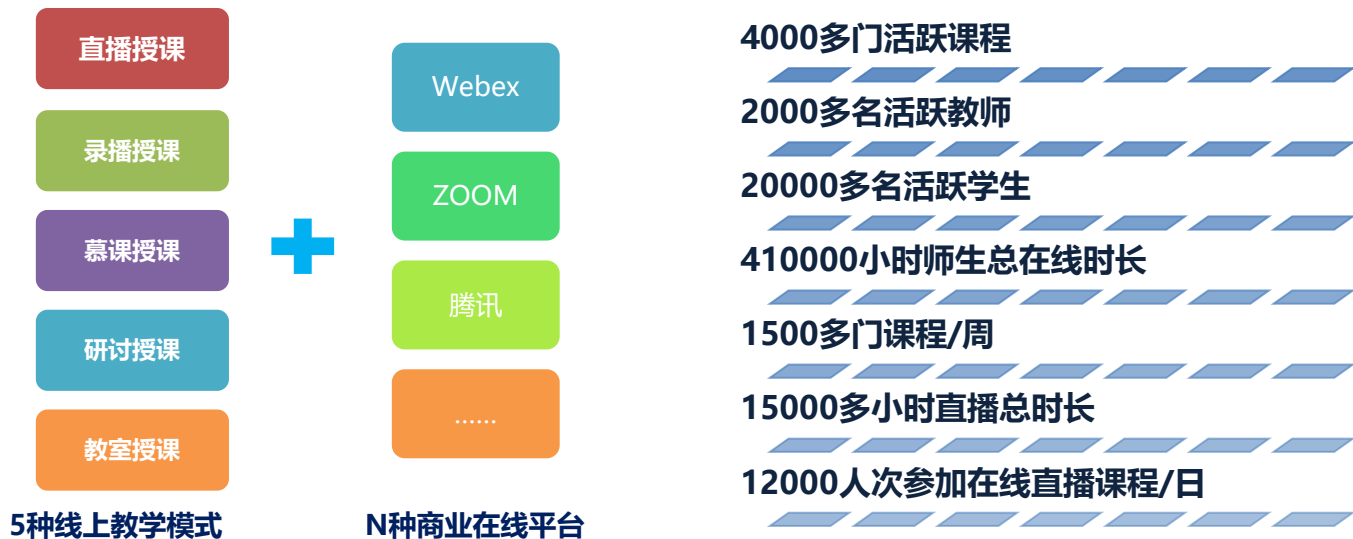 直播授课
录播授课
慕课授课
研讨授课
教室授课
5种线上教学模式
Webex
ZOOM
腾讯
......
N种商业在线平台
4000多门活跃课程
2000多名活跃教师
20000多名活跃学生
410000小时师生总在线时长
1500多门课程/周
15000多小时直播总时长
12000人次参加在线直播课程/日